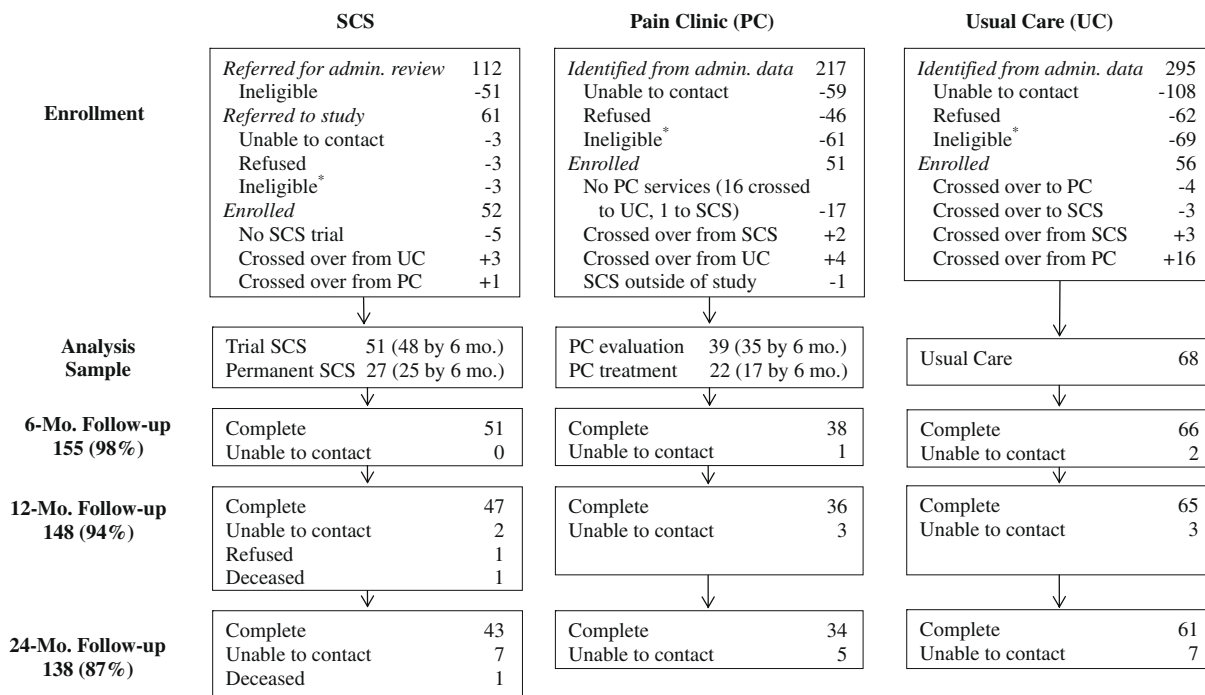 SCS
Pain Clinic (PC)
Usual Care (UC)
Enrollment
Referred for admin. review 112
Ineligible -51
Referred to study 61
Unable to contact -3
Refused -3
Ineligible* -3
Enrolled 52
No SCS trial -5
Crossed over from UC +3
Crossed over from PC +1
Identified from admin. data 217
Unable to contact -59
Refused -46
Ineligible* -61
Enrolled 51
No PC services (16 crossed
to UC, 1 to SCS) -17
Crossed over from SCS +2
Crossed over from UC +4
SCS outside of study -1
Identified from admin. data 295
Unable to contact -108
Refused -62
Ineligible* -69
Enrolled 56
Crossed over to PC -4
Crossed over to SCS -3
Crossed over from SCS +3
Crossed over from PC +16
Analysis
Sample
Trial SCS 51 (48 by 6 mo.)
Permanent SCS 27 (25 by 6 mo.)
PC evaluation 39 (35 by 6 mo.)
PC treatment 22 (17 by 6 mo.)
Usual Care 68
6-Mo. Follow-up
155 (98%)
Complete 51
Unable to contact 0
Complete 38
Unable to contact 1
Complete 66
Unable to contact 2
12-Mo. Follow-up
148 (94%)
Complete 47
Unable to contact 2
Refused 1
Deceased 1
Complete 36
Unable to contact 3
Complete 65
Unable to contact 3
24-Mo. Follow-up
138 (87%)
Complete 43
Unable to contact 7
Deceased 1
Complete 34
Unable to contact 5
Complete 61
Unable to contact 7